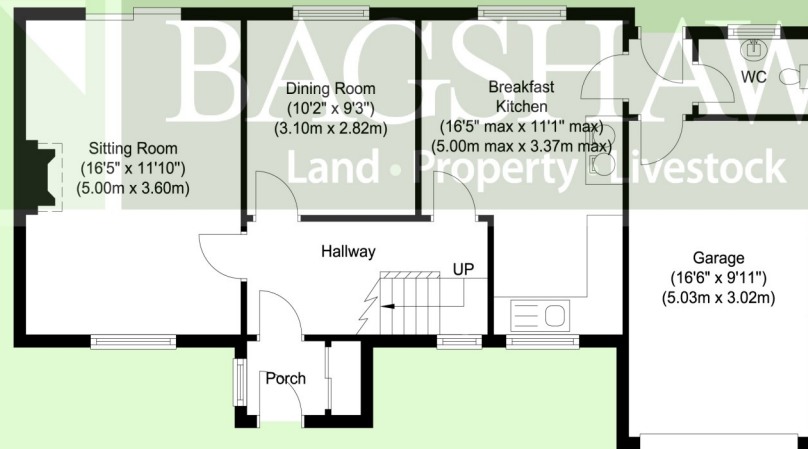 BAGSHAW
Land • Property • Livestock
Sitting Room
(16'5" x 11'10")
(5.00m x 3.60m)
Dining Room
(10'2" x 9'3")
(3.10m x 2.82m)
Breakfast
Kitchen
(16'5" max x 11'1" max)
(5.00m max x 3.37m max)
WC
Hallway
UP
Garage
(16'6" x 9'11")
(5.03m x 3.02m)
Porch